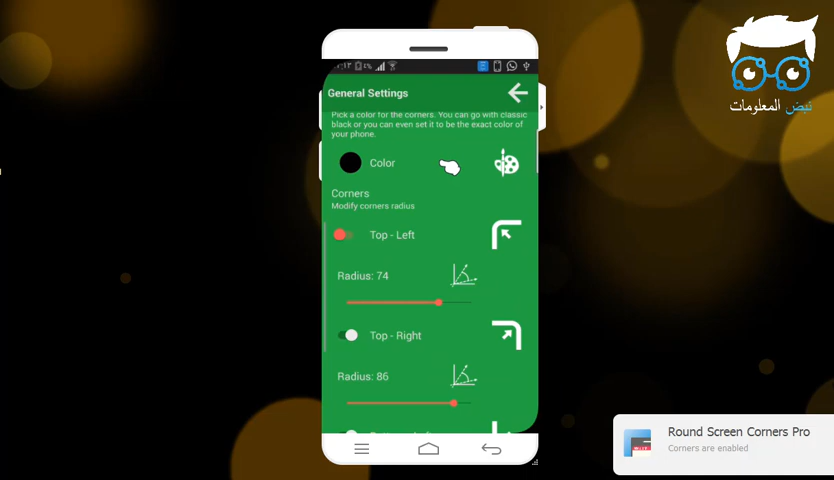 General Settings
Pick a color for the corners. You can go with classic
black or you can even set it to be the exact color of
your phone.
Color
Corners
Modify corners radius
Top - Left
Radius: 74
Top - Right
Radius: 86
نبض المعلومات
Round Screen Corners Pro
Corners are enabled